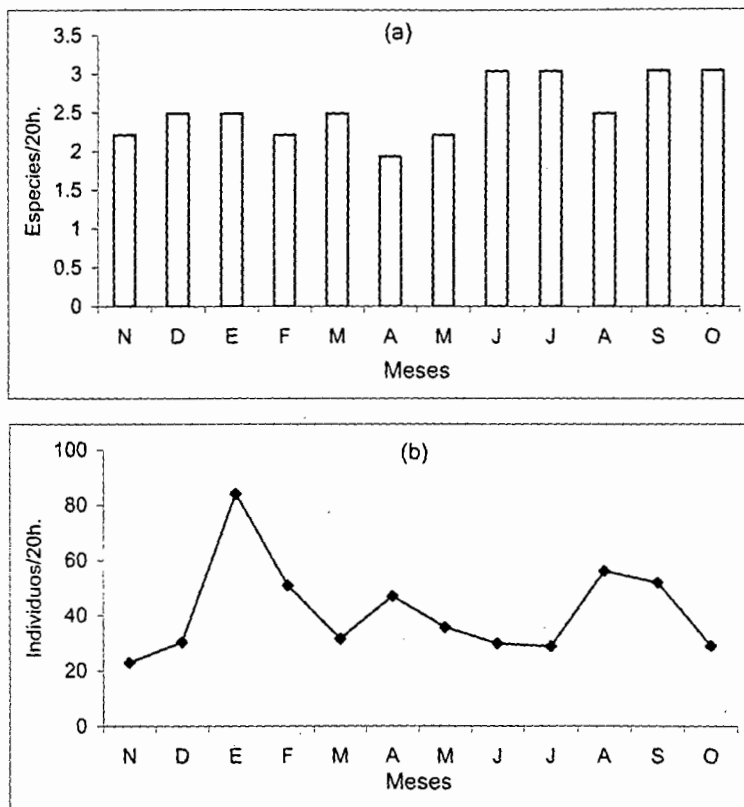 (a)
Especies/20h.
3.5
3
2.5
2
1.5
1
0.5
0
N D E F M A M J J A S O
Meses
(b)
Individuos/20h.
100
80
60
40
20
0
N D E F M A M J J A S O
Meses